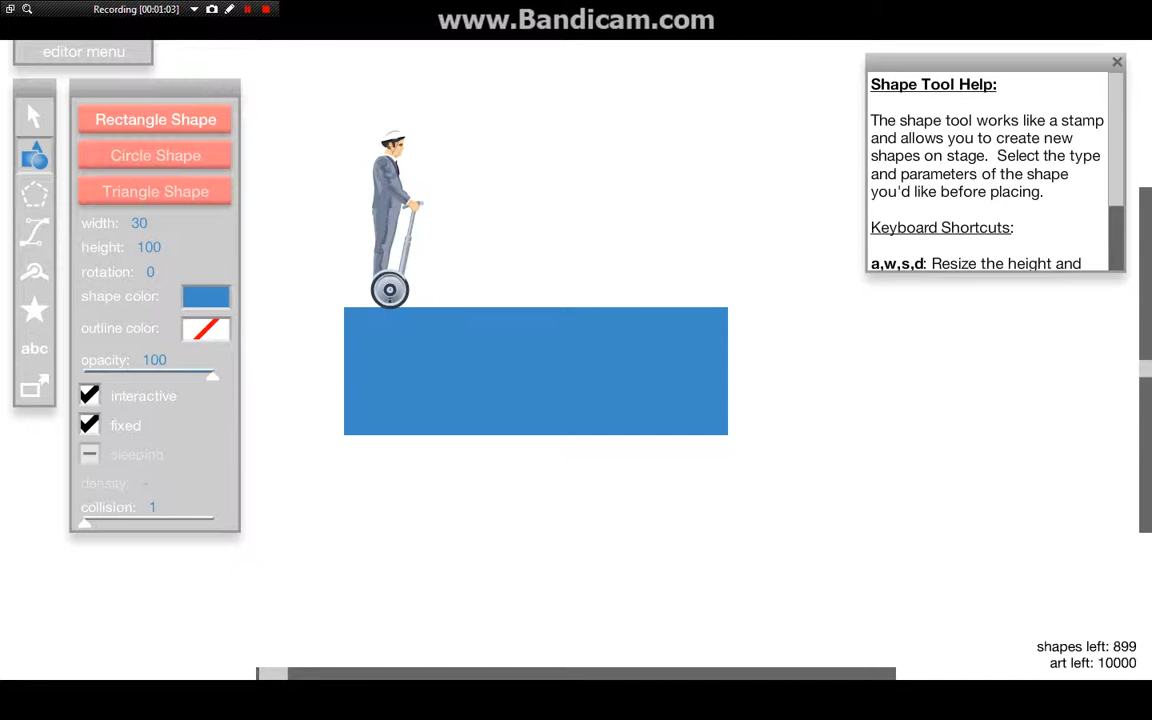 Recording [00:01:03]
www.Bandicam.com
editor menu
Rectangle Shape
Circle Shape
Triangle Shape
width: 30
height: 100
rotation: 0
shape color:
outline color:
opacity: 100
interactive
fixed
sleeping
density: -
collision: 1
abc
Shape Tool Help:
The shape tool works like a stamp
and allows you to create new
shapes on stage. Select the type
and parameters of the shape
you'd like before placing.
Keyboard Shortcuts:
a,w,s,d: Resize the height and
shapes left: 899
art left: 10000